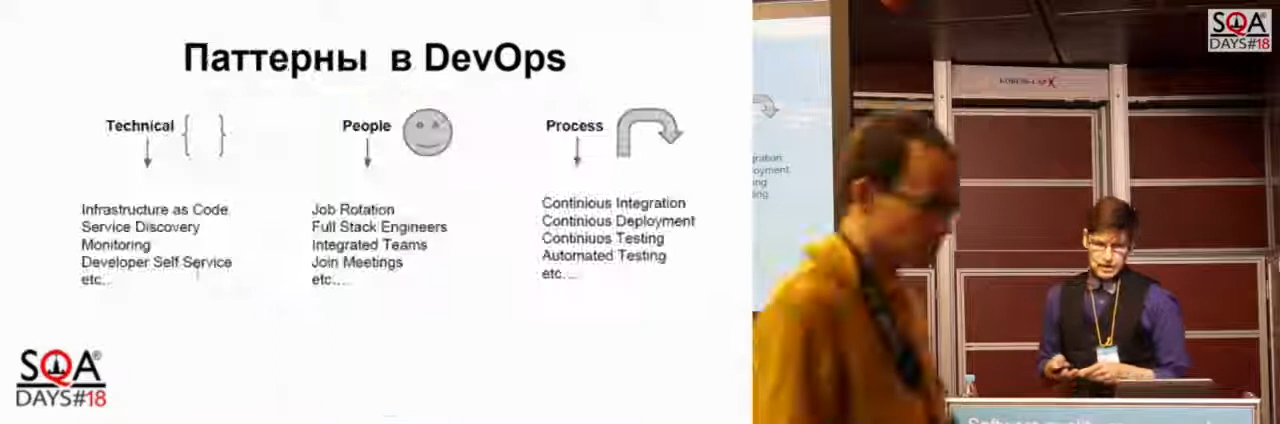 Паттерны в DevOps
Technical
Infrastructure as Code
Service Discovery
Monitoring
Developer Self Service
etc...
People
Job Rotation
Full Stack Engineers
Integrated Teams
Join Meetings
etc....
Process
Continious Integration
Continious Deployment
Continiuos Testing
Automated Testing
etc....
SQA
DAYS#18
SQA
DAYS#18